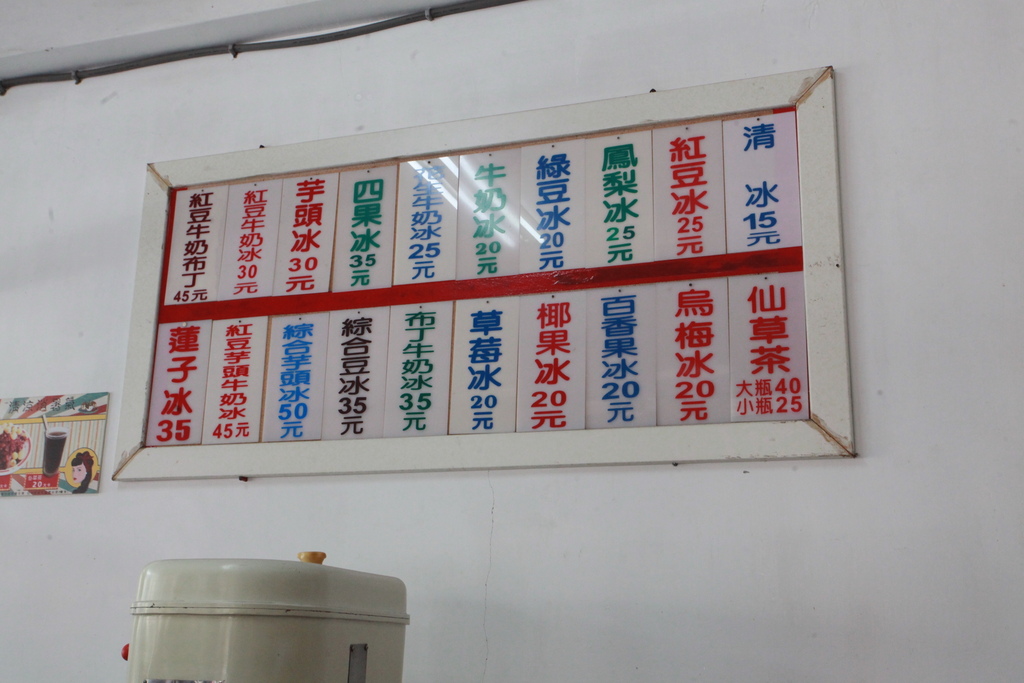 清冰15元
紅豆冰25元
鳳梨冰25元
綠豆冰20元
牛奶冰20元
牛奶冰25元
四果冰35元
芋頭冰30元
紅豆牛奶冰30元
紅豆牛奶布丁45元
仙草茶
大瓶40
小瓶25
烏梅冰20元
百香果冰20元
椰果冰20元
草莓冰20元
布丁牛奶冰35元
綜合豆冰35元
綜合芋頭冰50元
紅豆芋頭牛奶冰45元
蓮子冰35
20